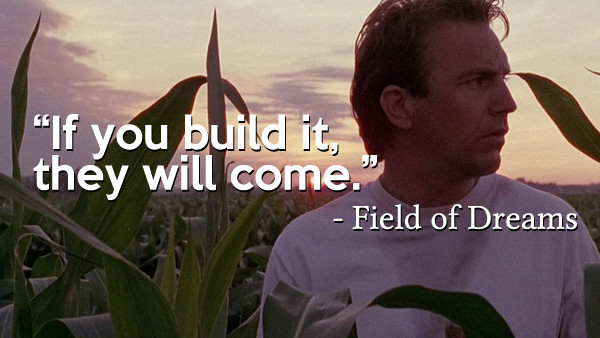 “If you build it,
they will come.”
- Field of Dreams